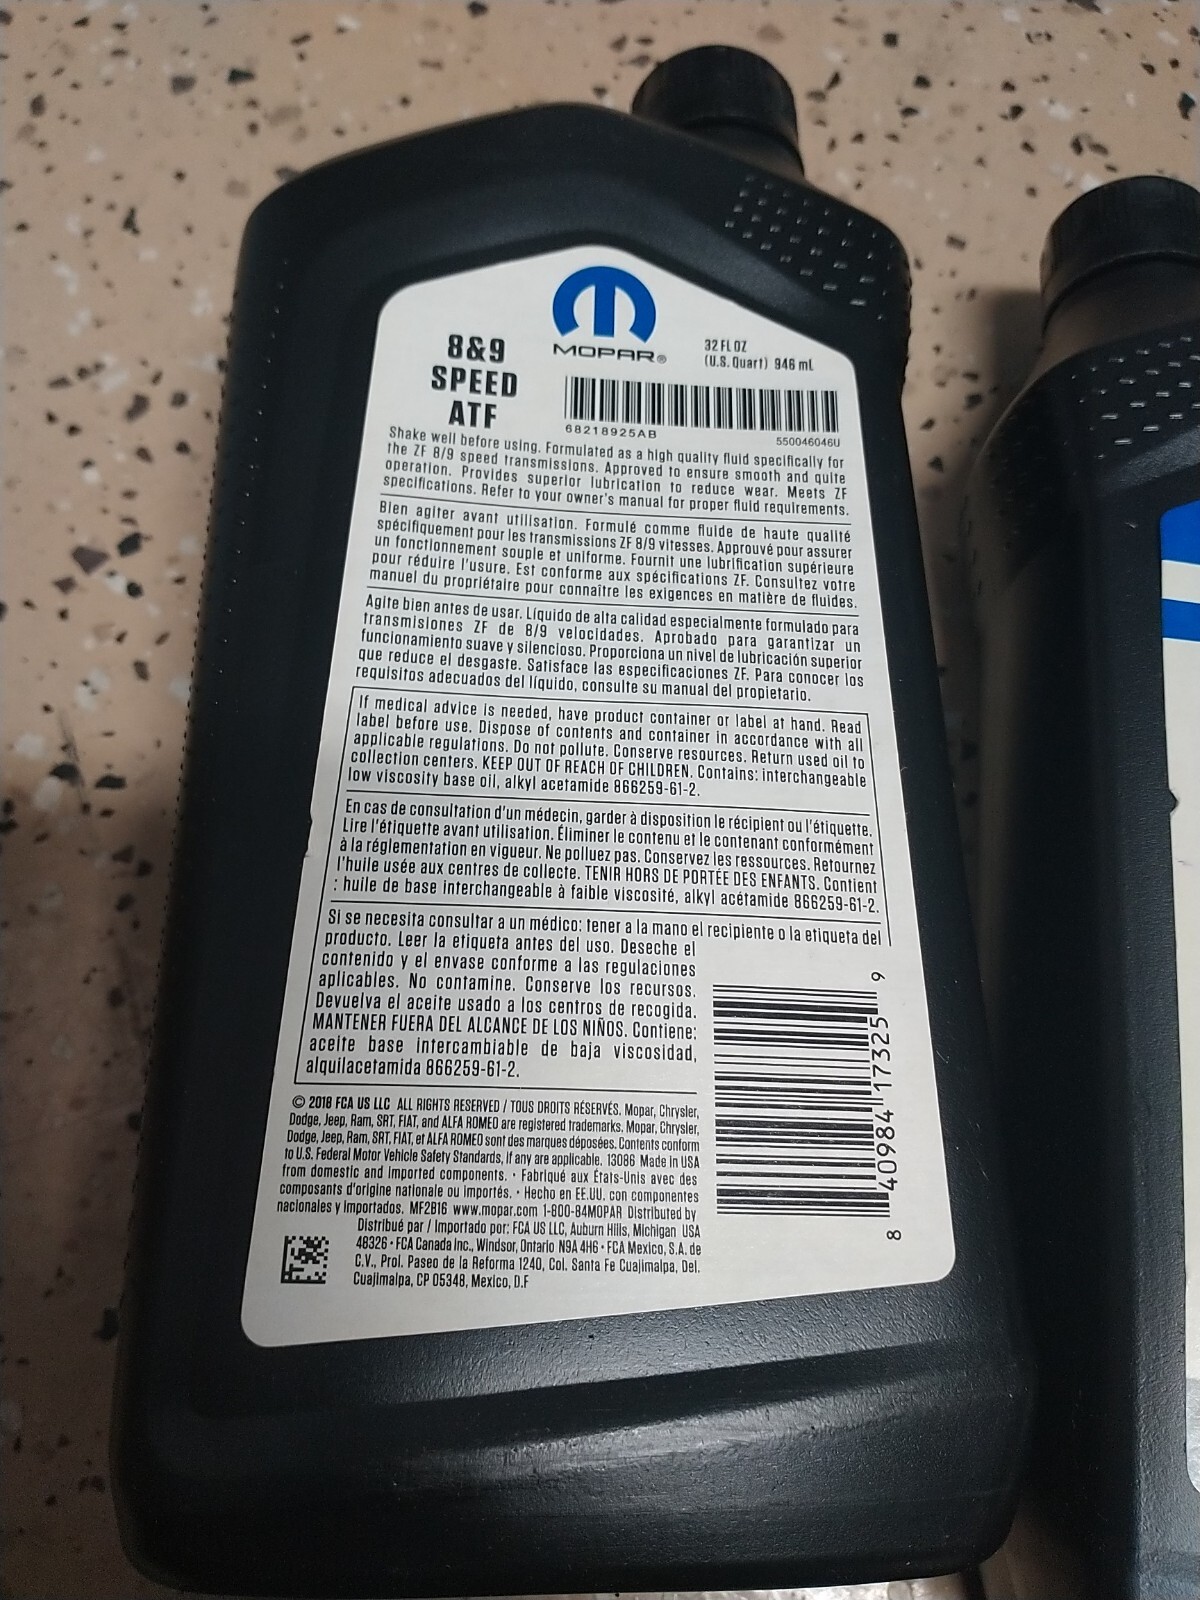 MOPAR®
32 FL OZ
(U.S. Quart) 946 mL
8&9
SPEED
ATF
68218925AB
550046046U
Shake well before using. Formulated as a high quality fluid specifically for
the ZF 8/9 speed transmissions. Approved to ensure smooth and quite
operation. Provides superior lubrication to reduce wear. Meets ZF
specifications. Refer to your owner's manual for proper fluid requirements.
Bien agiter avant utilisation. Formulé comme fluide de haute qualité
spécifiquement pour les transmissions ZF 8/9 vitesses. Approuvé pour assurer
un fonctionnement souple et uniforme. Fournit une lubrification supérieure
pour réduire l'usure. Est conforme aux spécifications ZF. Consultez votre
manuel du propriétaire pour connaître les exigences en matière de fluides.
Agite bien antes de usar. Líquido de alta calidad especialmente formulado para
transmisiones ZF de 8/9 velocidades. Aprobado para garantizar un
funcionamiento suave y silencioso. Proporciona un nivel de lubricación superior
que reduce el desgaste. Satisface las especificaciones ZF. Para conocer los
requisitos adecuados del líquido, consulte su manual del propietario.
If medical advice is needed, have product container or label at hand. Read
label before use. Dispose of contents and container in accordance with all
applicable regulations. Do not pollute. Conserve resources. Return used oil to
collection centers. KEEP OUT OF REACH OF CHILDREN. Contains: interchangeable
low viscosity base oil, alkyl acetamide 866259-61-2.
En cas de consultation d'un médecin, garder à disposition le récipient ou l'étiquette.
Lire l'étiquette avant utilisation. Éliminer le contenu et le contenant conformément
à la réglementation en vigueur. Ne polluez pas. Conservez les ressources. Retournez
l'huile usée aux centres de collecte. TENIR HORS DE PORTÉE DES ENFANTS. Contient
: huile de base interchangeable à faible viscosité, alkyl acétamide 866259-61-2.
Si se necesita consultar a un médico: tener a la mano el recipiente o la etiqueta del
producto. Leer la etiqueta antes del uso. Deseche el
contenido y el envase conforme a las regulaciones
aplicables. No contamine. Conserve los recursos.
Devuelva el aceite usado a los centros de recogida.
MANTENER FUERA DEL ALCANCE DE LOS NIÑOS. Contiene:
aceite base intercambiable de baja viscosidad,
alquilacetamida 866259-61-2.
8 40984 17325 9
© 2018 FCA US LLC ALL RIGHTS RESERVED / TOUS DROITS RÉSERVÉS. Mopar, Chrysler,
Dodge, Jeep, Ram, SRT, FIAT, and ALFA ROMEO are registered trademarks. Mopar, Chrysler,
Dodge, Jeep, Ram, SRT, FIAT, et ALFA ROMEO sont des marques déposées. Contents conform
to U.S. Federal Motor Vehicle Safety Standards, if any are applicable. 13086 Made in USA
from domestic and imported components. • Fabriqué aux États-Unis avec des
composants d'origine nationale ou importés. • Hecho en EE.UU. con componentes
nacionales y importados. MF2816 www.mopar.com 1-800-84MOPAR Distributed by
Distribué par / Importado por: FCA US LLC, Auburn Hills, Michigan USA
48326 • FCA Canada Inc., Windsor, Ontario N9A 4H6 • FCA Mexico, S.A. de
C.V., Prol. Paseo de la Reforma 1240, Col. Santa Fe Cuajimalpa, Del.
Cuajimalpa, CP 05348, Mexico, D.F